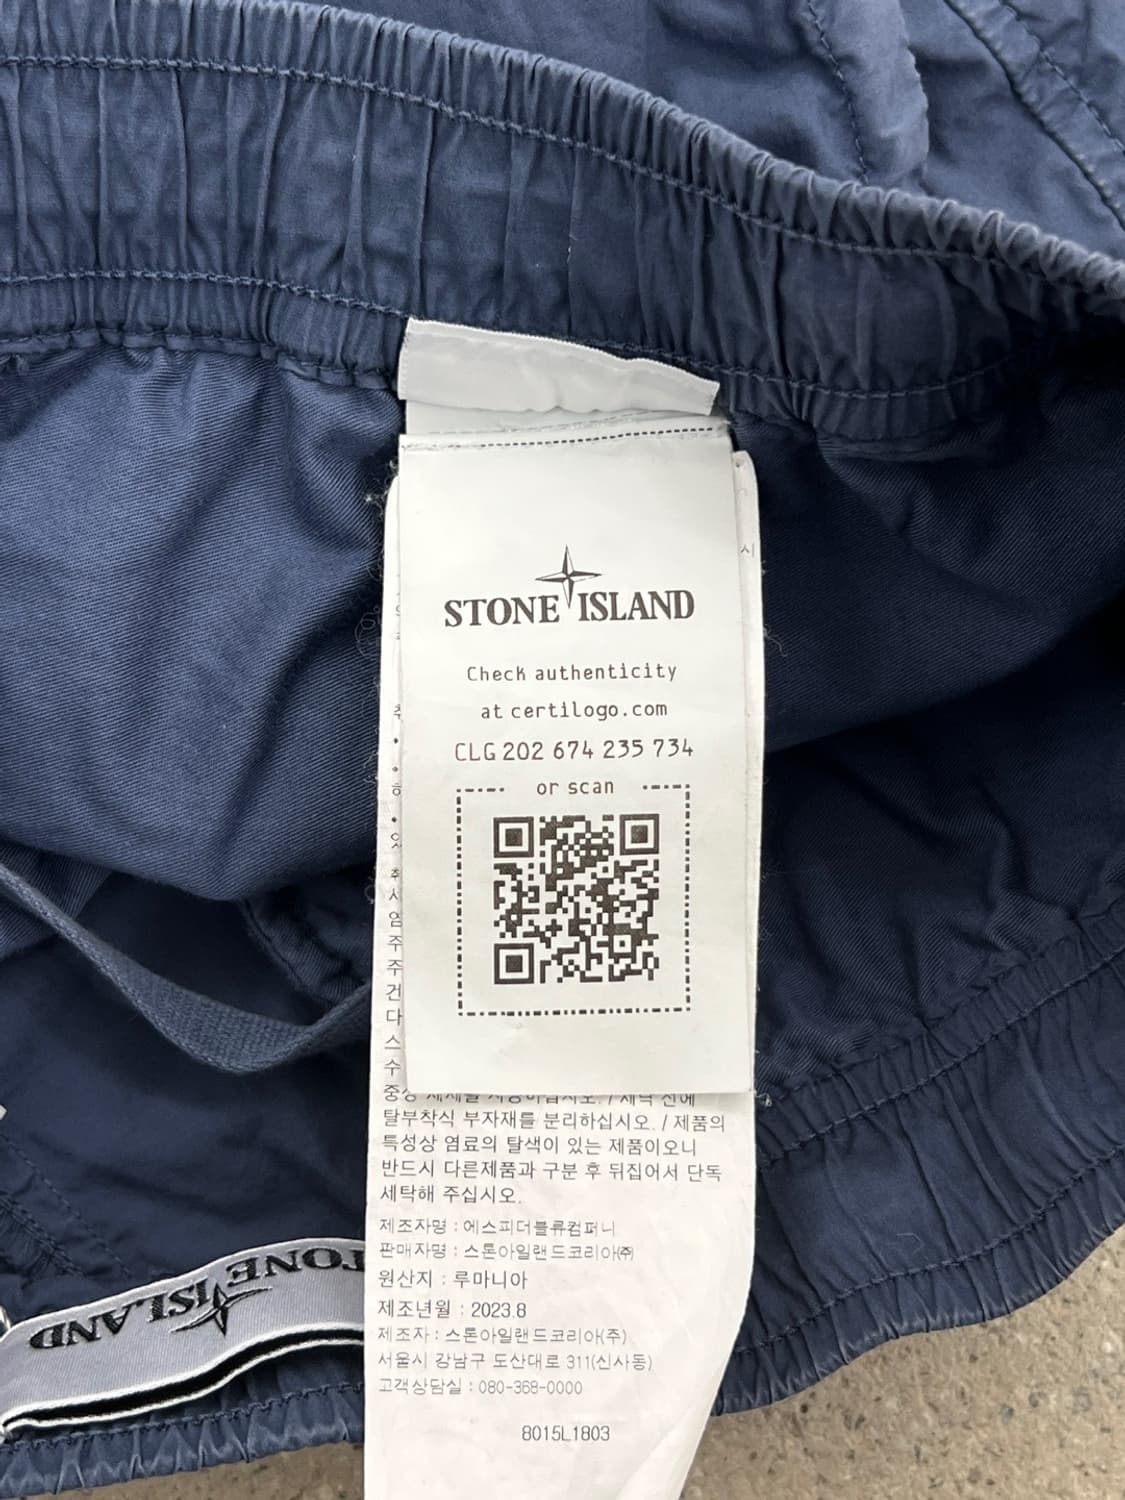 STONE ISLAND
Check authenticity
at certilogo.com
CLG 202 674 235 734
or scan
탈부착식 부자재를 분리하십시오. / 제품의
특성상 염료의 탈색이 있는 제품이오니
반드시 다른제품과 구분 후 뒤집어서 단독
세탁해 주십시오.
제조자명 : 에스피더블류컴퍼니
판매자명 : 스톤아일랜드코리아㈜
원산지 : 루마니아
제조년월 : 2023.8
제조자 : 스톤아일랜드코리아(주)
서울시 강남구 도산대로 311(신사동)
고객상담실 : 080-368-0000
8015L1803
STONE ISLAND